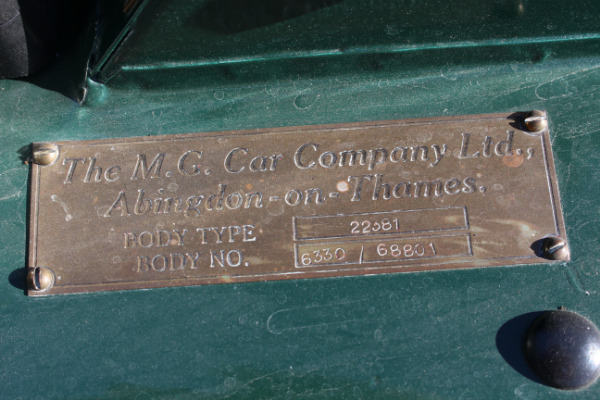 The M.G. Car Company Ltd.,
Abingdon-on-Thames.
BODY TYPE 22381
BODY NO. 6330 / 68801